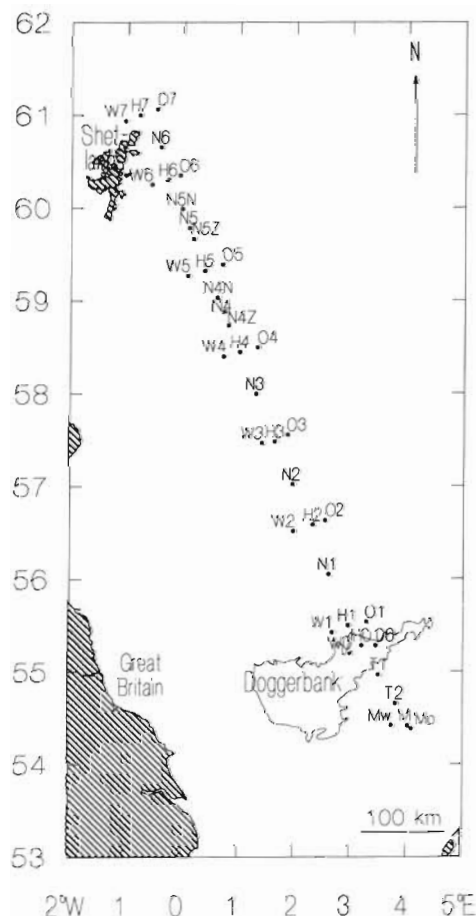 62
N
W7 H7 O7
61
Shet-
N6
W6 H6 O6
60
N5N
N5
N5Z
W5 H5 O5
N4N
59
N4
N4Z
W4 H4 O4
58
N3
W3 H3 O3
57
N2
W2 H2 O2
56
N1
W1 H1 O1
H0 O0
55
Great
Britain
Doggerbank
T1
T2
Mw M Mo
54
100 km
53
2°W 1 0 1 2 3 4 5°E